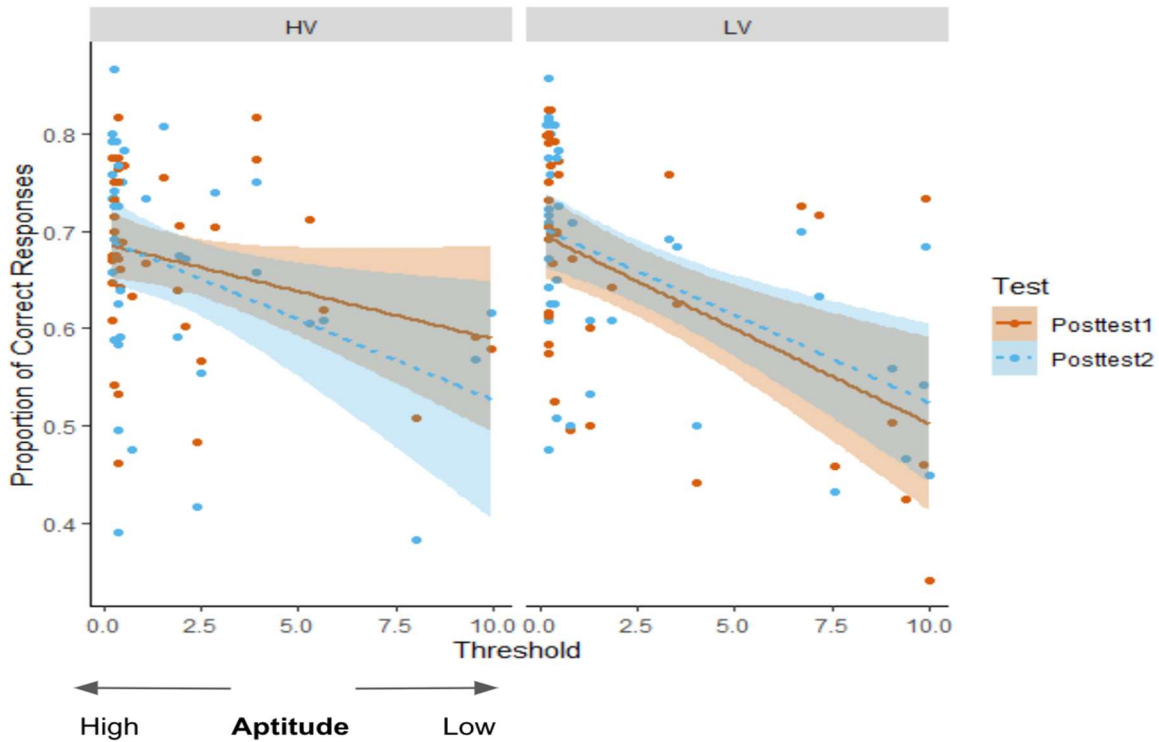 HV LV
Proportion of Correct Responses
0.8
0.7
0.6
0.5
0.4
Test
Posttest1
Posttest2
0.0 2.5 5.0 7.5 10.0 0.0 2.5 5.0 7.5 10.0
Threshold
High Aptitude Low